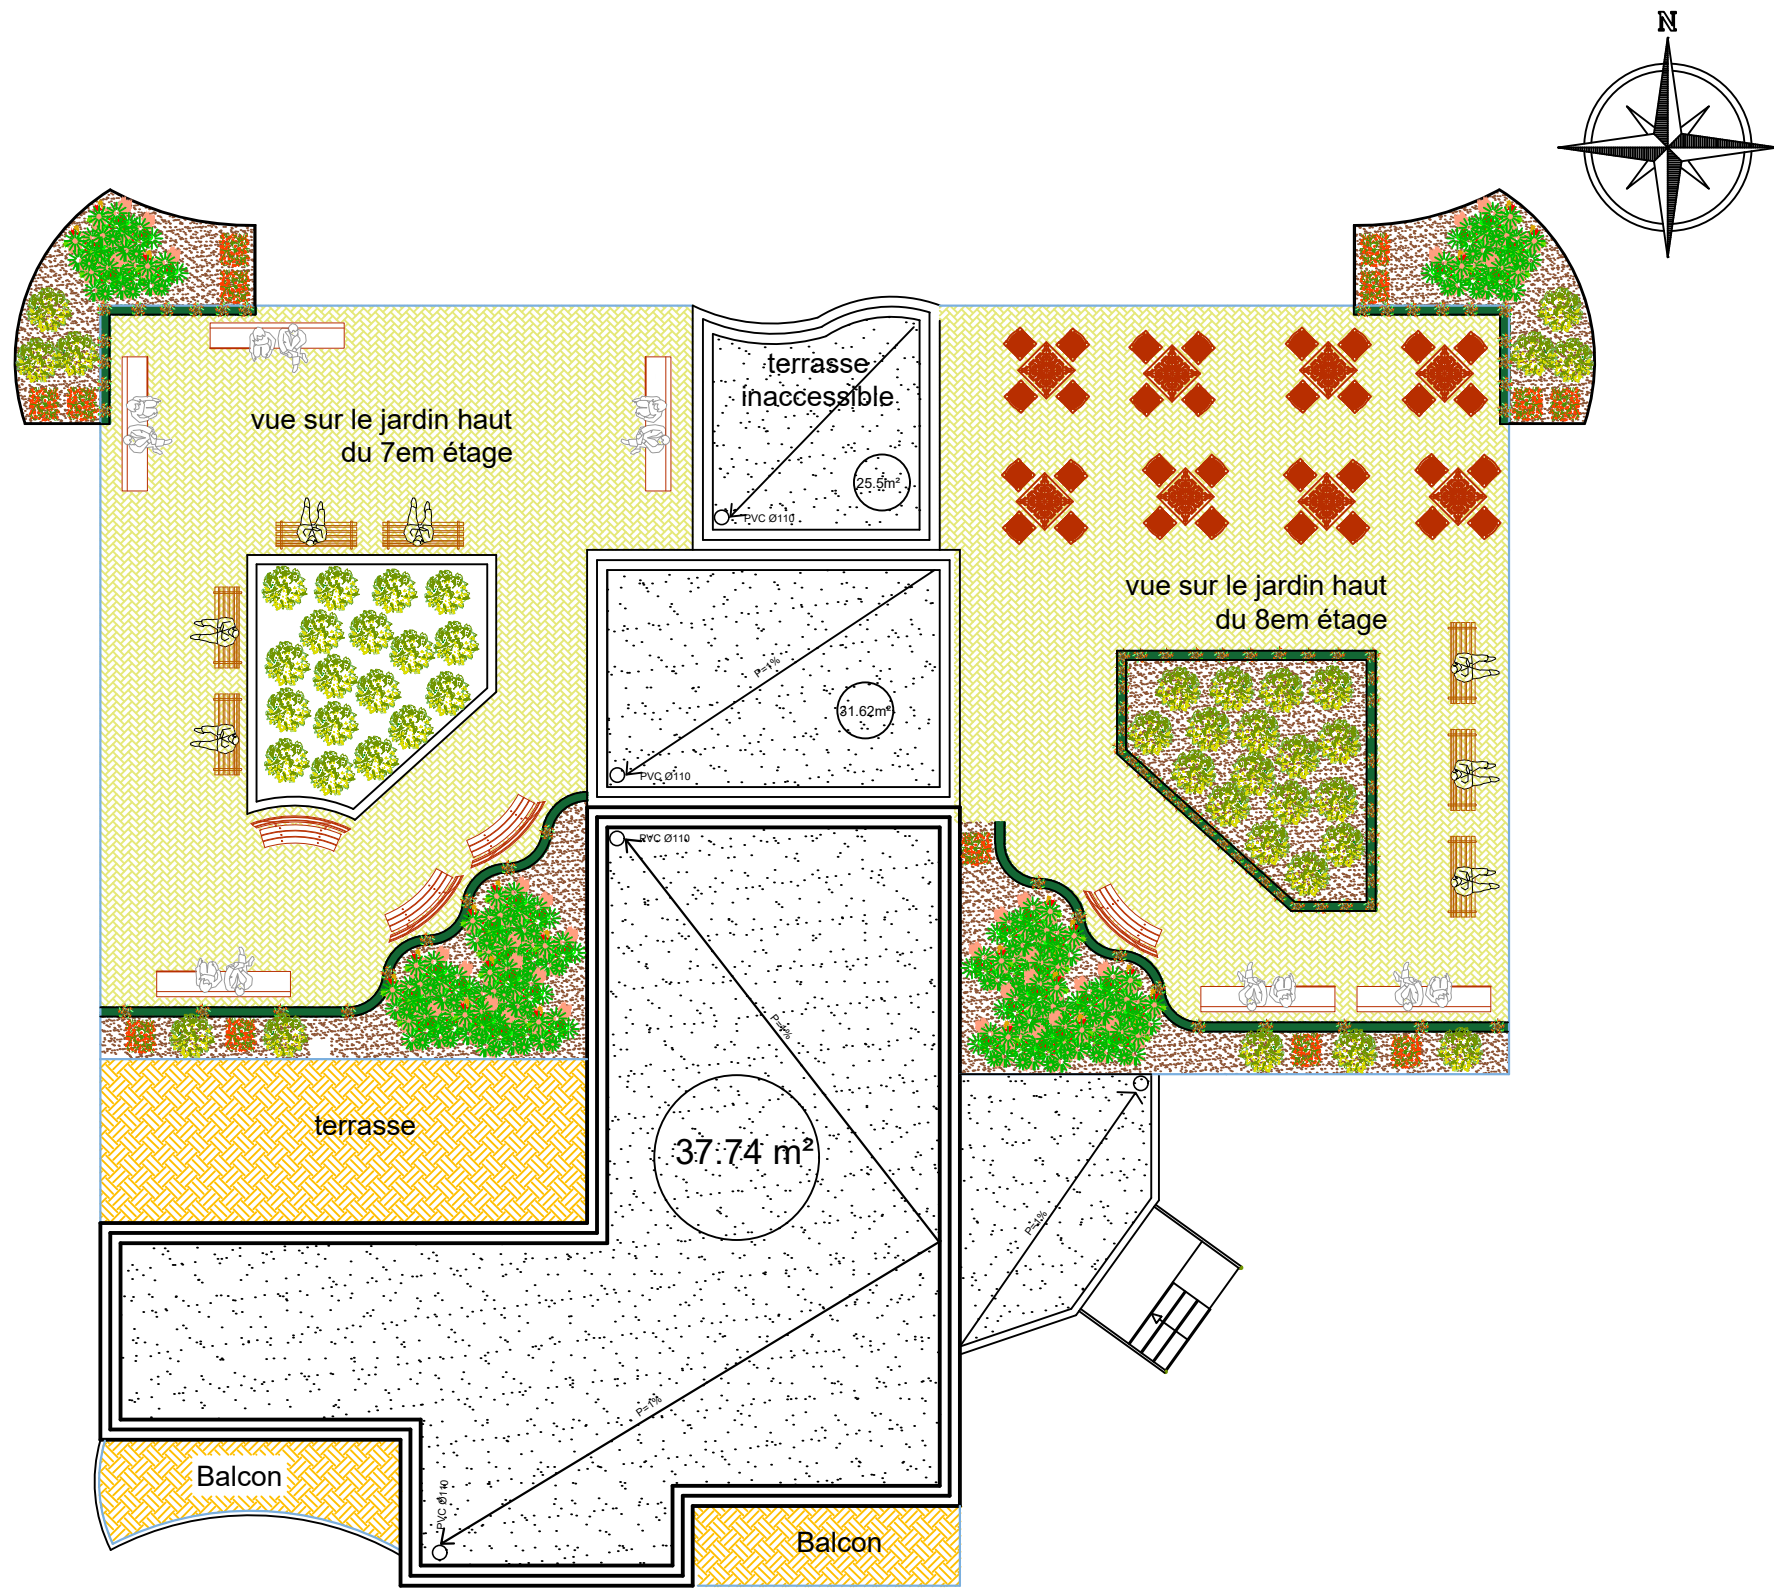 N
terrasse
inaccessible
vue sur le jardin haut
du 7em étage
25.5m²
PVC Ø110
vue sur le jardin haut
du 8em étage
P=1%
31.62m²
PVC Ø110
PVC Ø110
P=1%
terrasse
37.74 m²
P=1%
P=1%
Balcon
PVC Ø110
Balcon